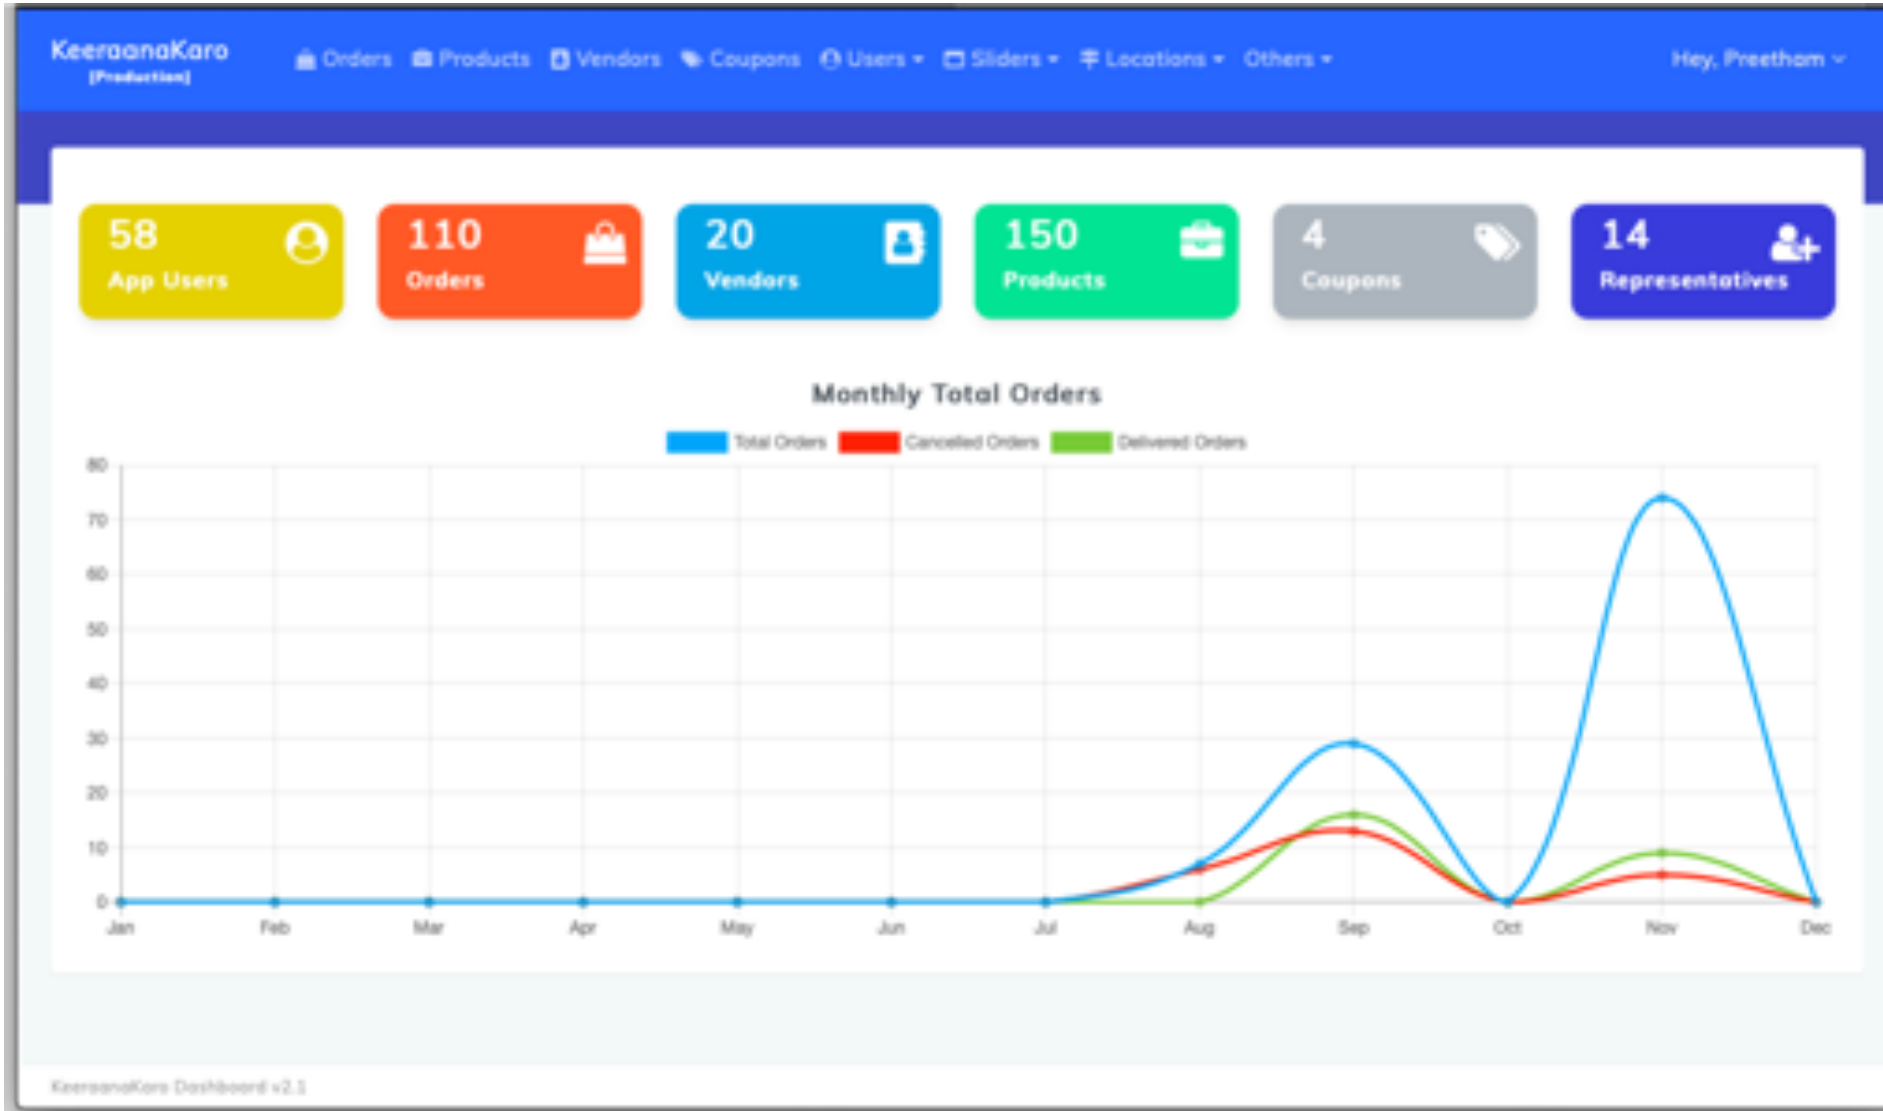 KeeraanaKaro
[Production]
Orders Products Vendors Coupons Users Sliders Locations Others
Hey, Preetham
58
App Users
110
Orders
20
Vendors
150
Products
4
Coupons
14
Representatives
Monthly Total Orders
Total Orders Cancelled Orders Delivered Orders
80
70
60
50
40
30
20
10
0
Jan Feb Mar Apr May Jun Jul Aug Sep Oct Nov Dec
KeeraanaKaro Dashboard v2.1